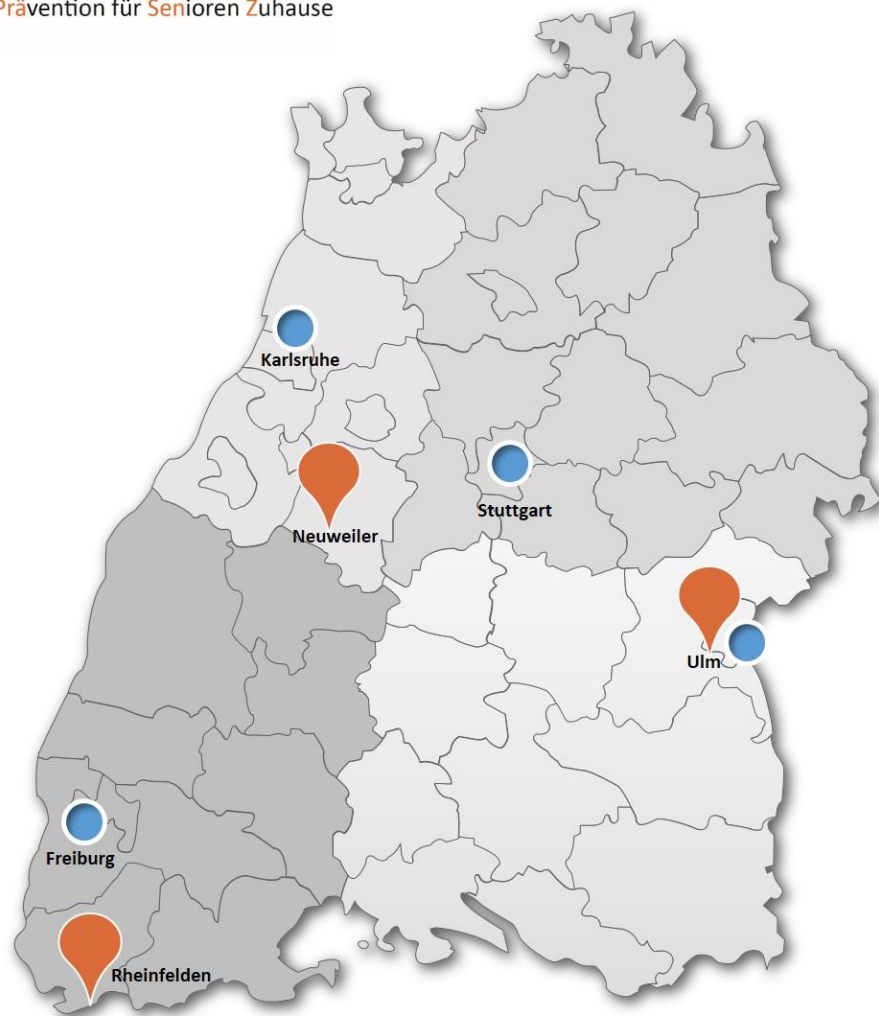 Prävention für Senioren Zuhause
Karlsruhe
Stuttgart
Neuweiler
Ulm
Freiburg
Rheinfelden